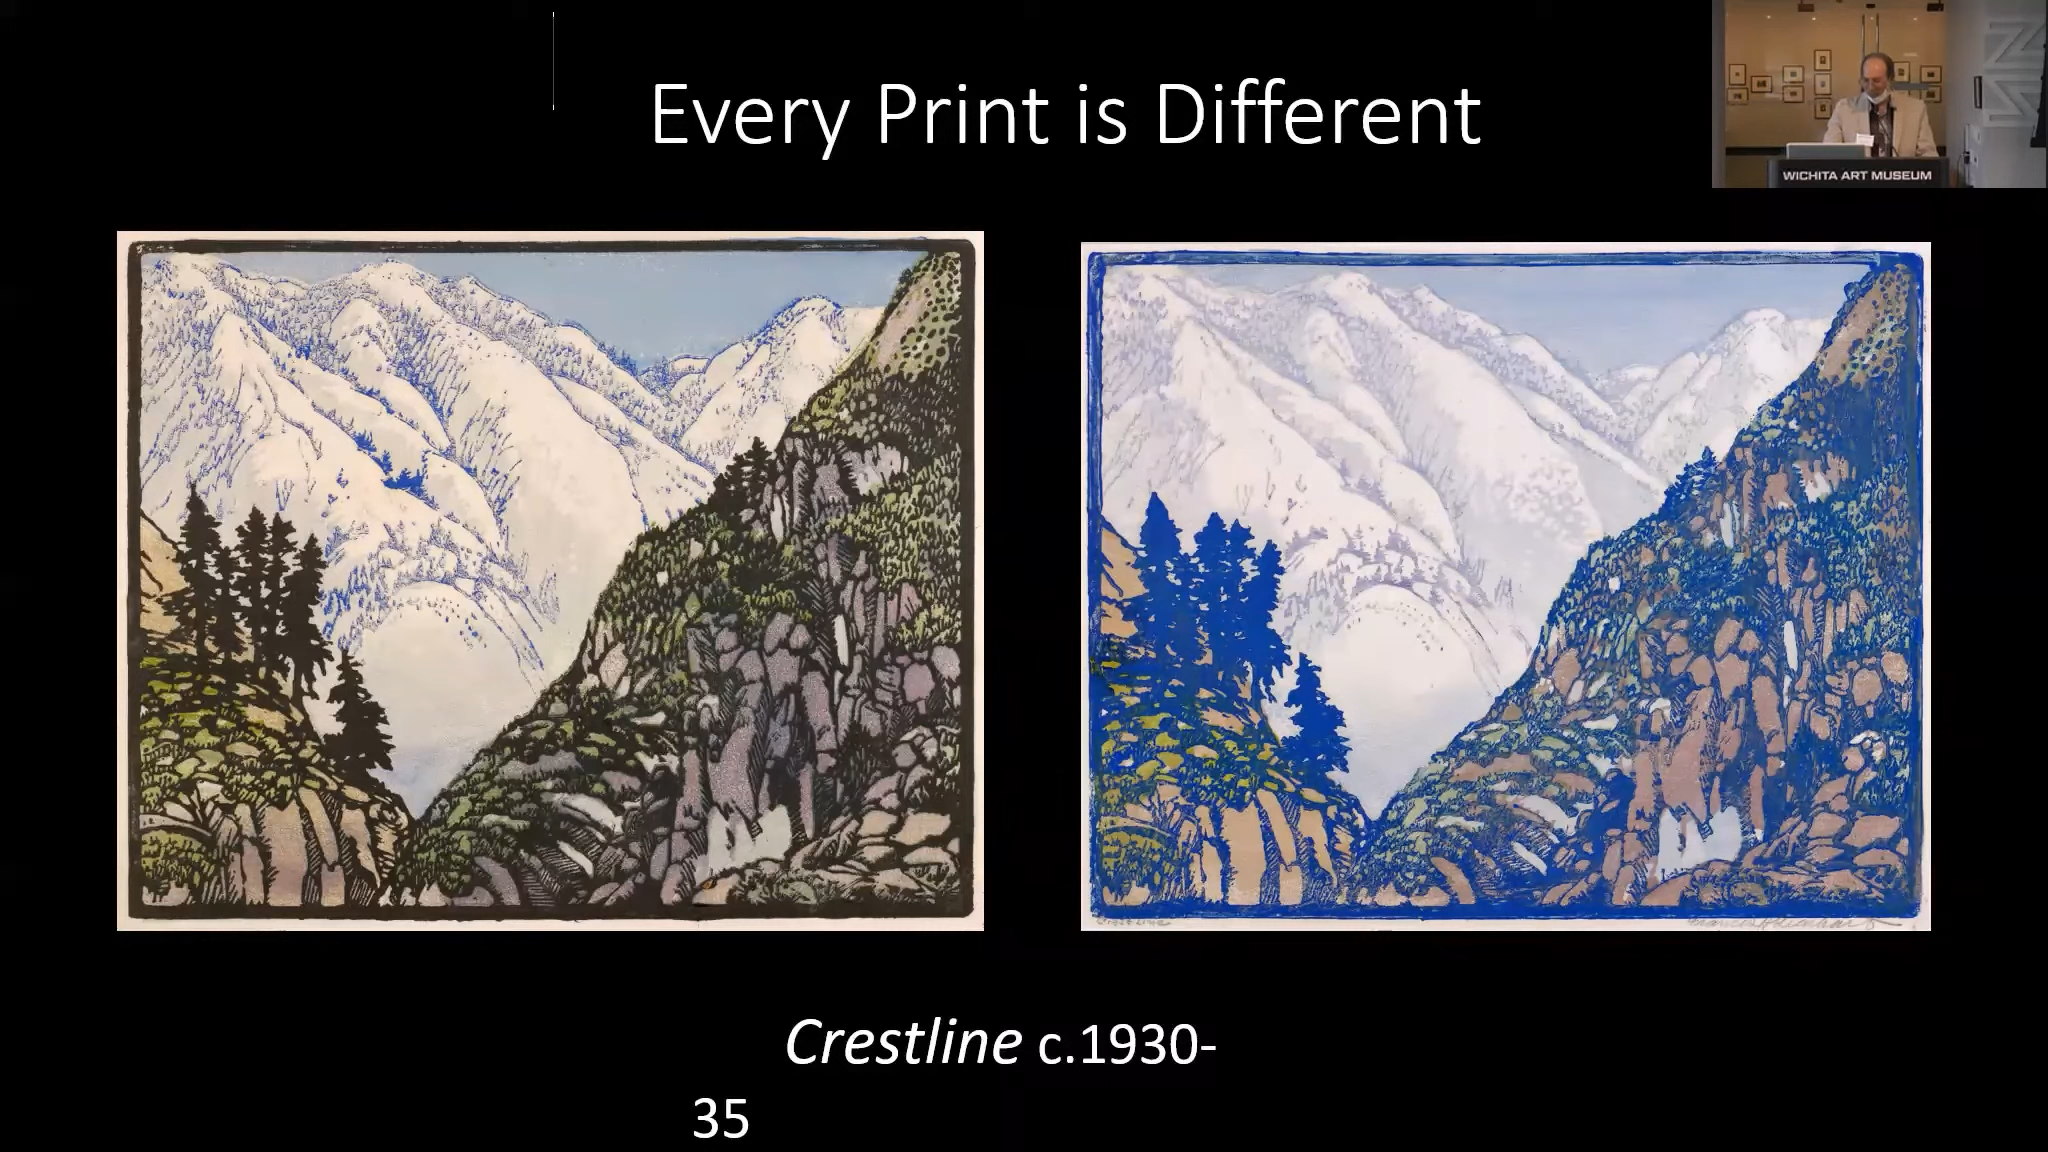 Every Print is Different
WICHITA ART MUSEUM
Crestline c.1930-
35